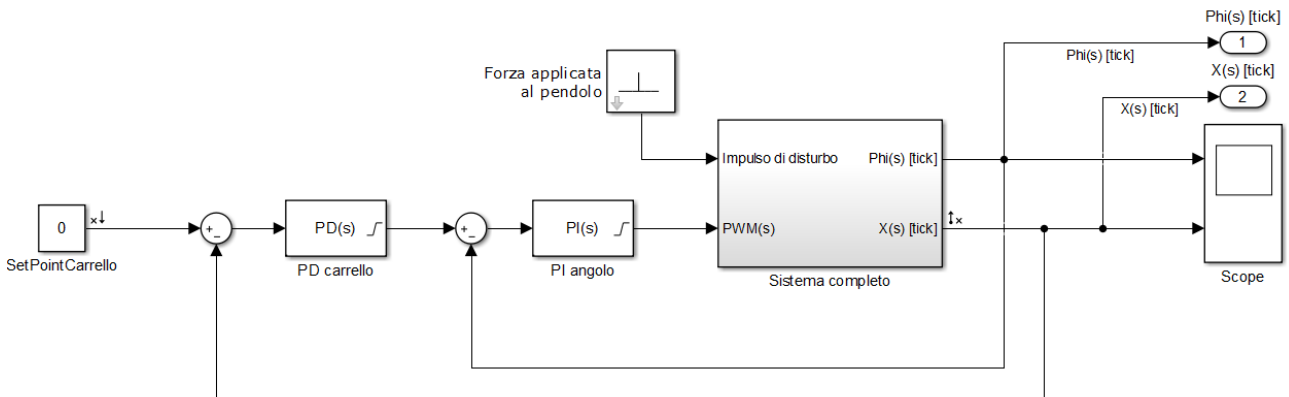 Phi(s) [tick]
1
Phi(s) [tick]
X(s) [tick]
2
X(s) [tick]
Forza applicata
al pendolo
Impulso di disturbo
Phi(s) [tick]
PWM(s)
X(s) [tick]
Sistema completo
0
SetPointCarrello
+
-
PD(s)
PD carrello
+
-
PI(s)
PI angolo
Scope